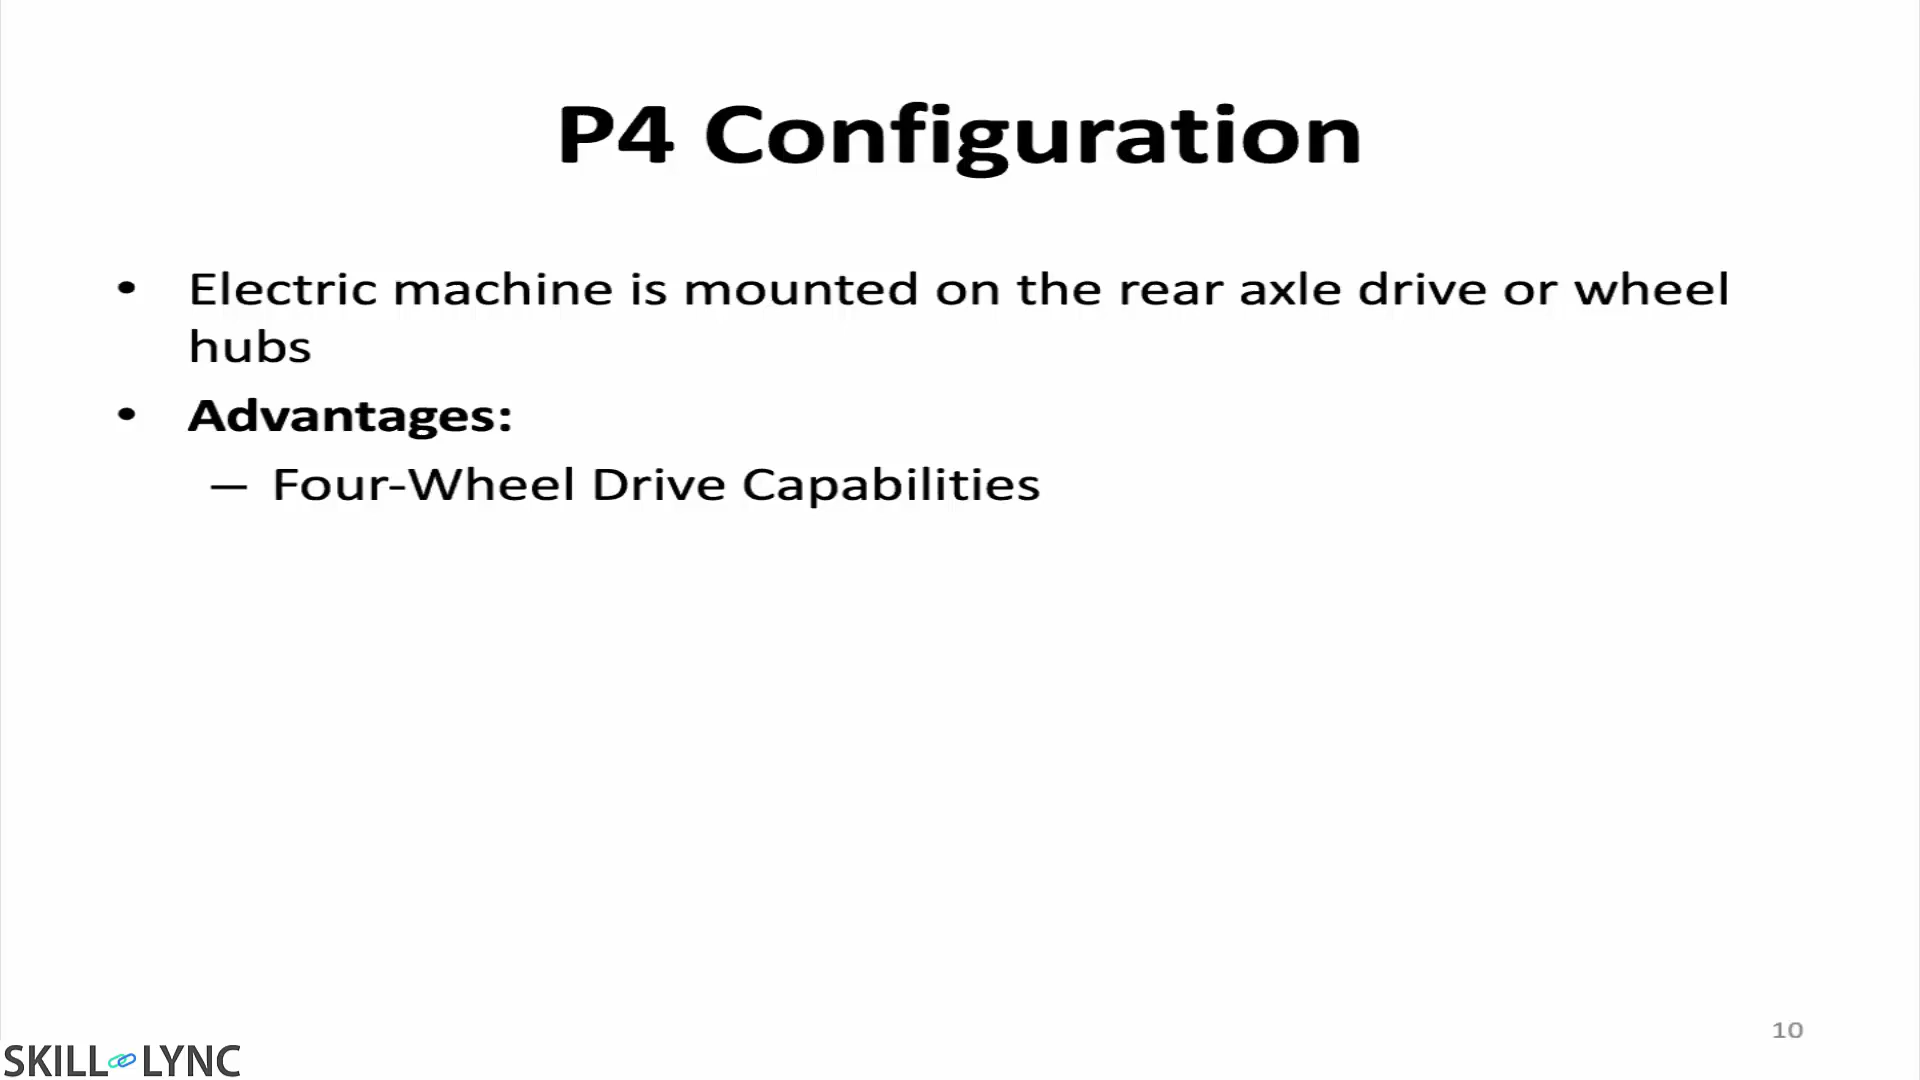 P4 Configuration
• Electric machine is mounted on the rear axle drive or wheel
hubs
• Advantages:
– Four-Wheel Drive Capabilities
10
SKILL LYNC